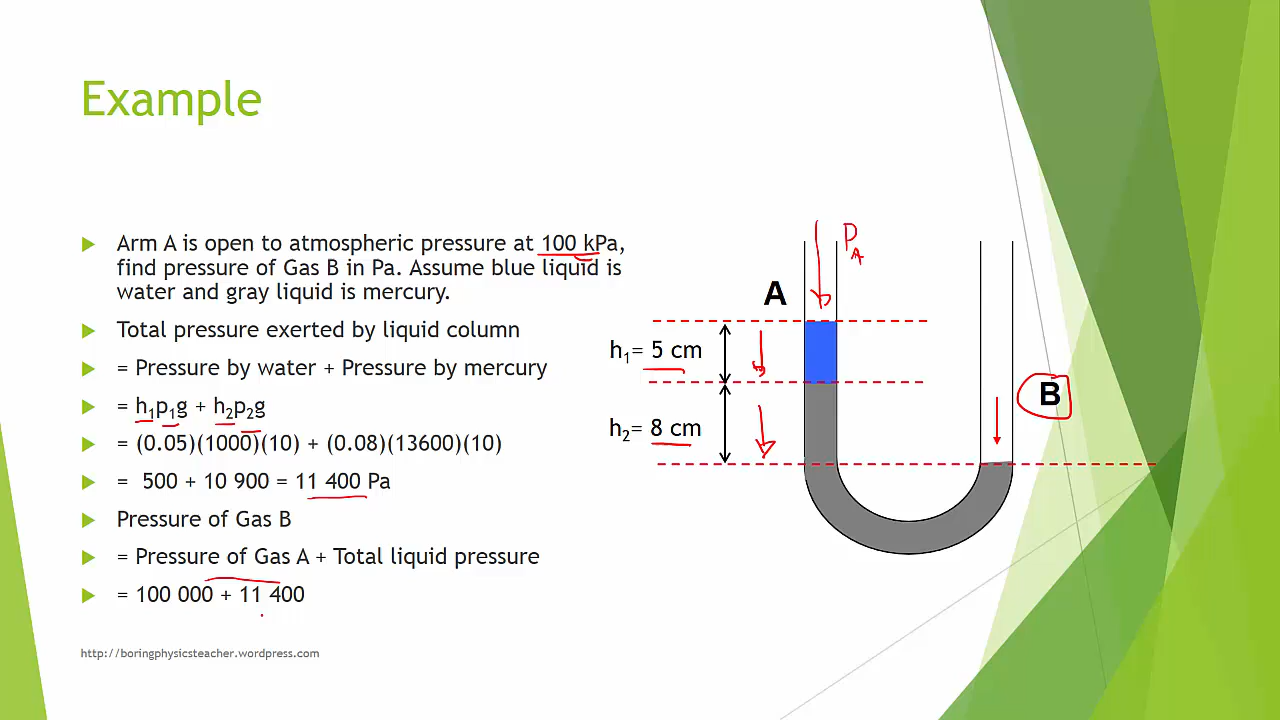 Example
Arm A is open to atmospheric pressure at 100 kPa,
find pressure of Gas B in Pa. Assume blue liquid is
water and gray liquid is mercury.
Total pressure exerted by liquid column
= Pressure by water + Pressure by mercury
= h₁p₁g + h₂p₂g
= (0.05)(1000)(10) + (0.08)(13600)(10)
= 500 + 10 900 = 11 400 Pa
Pressure of Gas B
= Pressure of Gas A + Total liquid pressure
= 100 000 + 11 400
http://boringphysicsteacher.wordpress.com
P_A
A
h₁= 5 cm
B
h₂= 8 cm